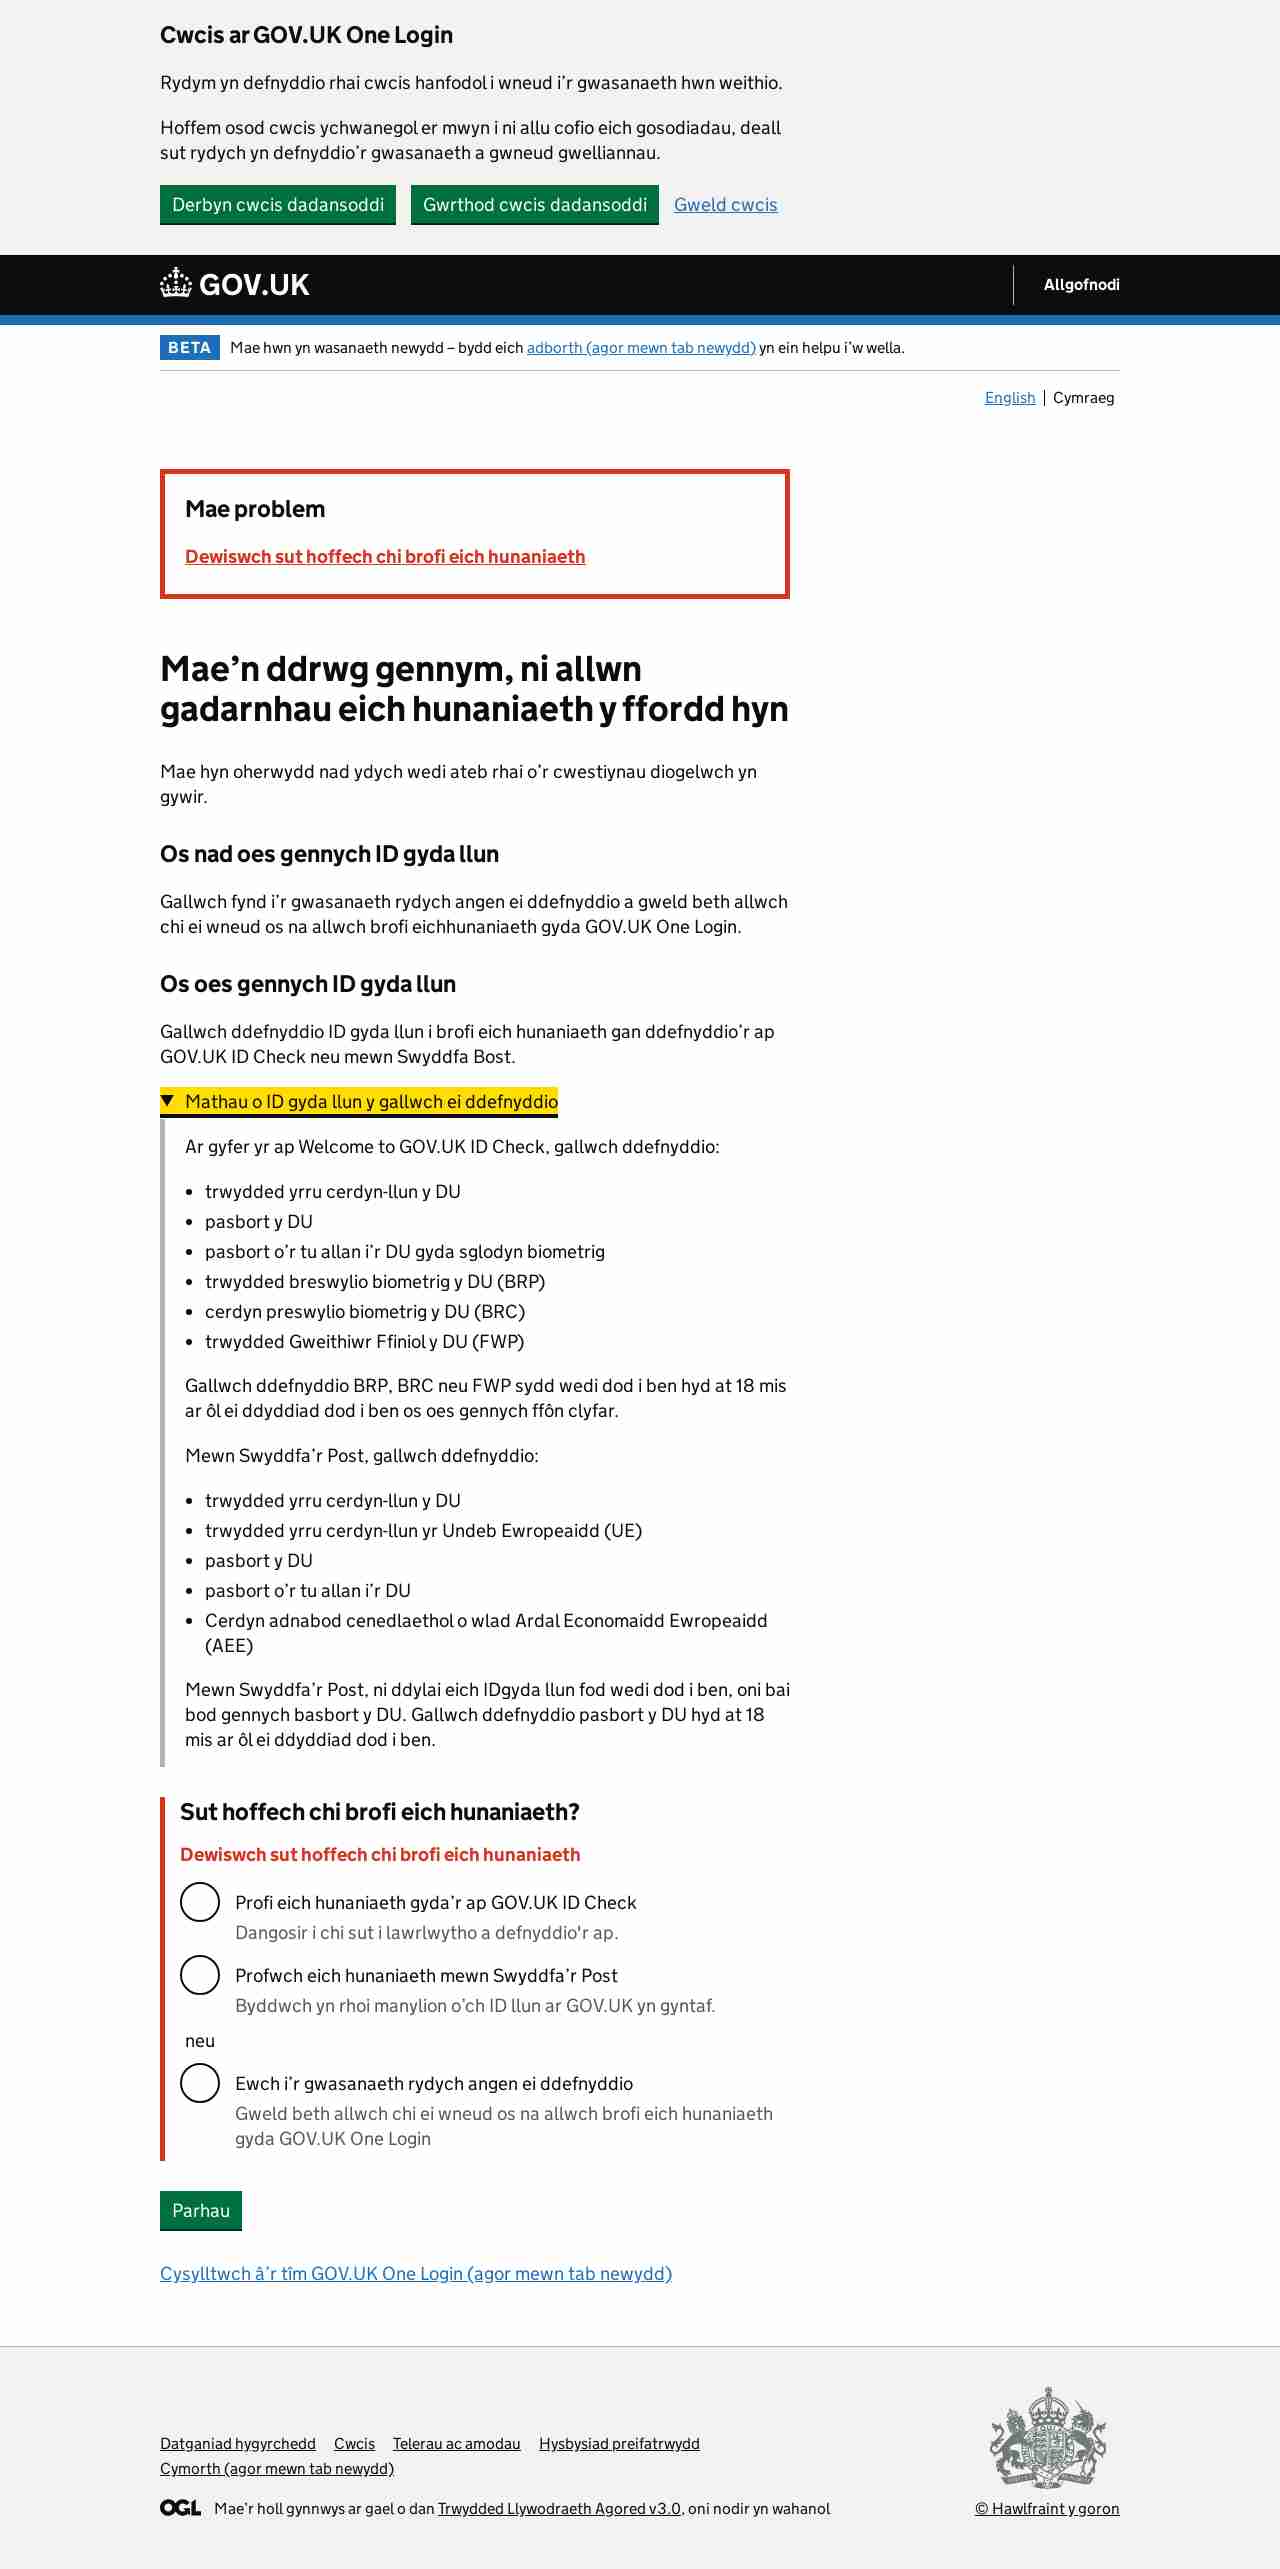 Cwcis ar GOV.UK One Login
Rydym yn defnyddio rhai cwcis hanfodol i wneud i’r gwasanaeth hwn weithio.
Hoffem osod cwcis ychwanegol er mwyn i ni allu cofio eich gosodiadau, deall
sut rydych yn defnyddio’r gwasanaeth a gwneud gwelliannau.
Derbyn cwcis dadansoddi Gwrthod cwcis dadansoddi Gweld cwcis
GOV.UK Allgofnodi
BETA Mae hwn yn wasanaeth newydd – bydd eich adborth (agor mewn tab newydd) yn ein helpu i’w wella.
English Cymraeg
Mae problem
Dewiswch sut hoffech chi brofi eich hunaniaeth
Mae’n ddrwg gennym, ni allwn
gadarnhau eich hunaniaeth y ffordd hyn
Mae hyn oherwydd nad ydych wedi ateb rhai o’r cwestiynau diogelwch yn
gywir.
Os nad oes gennych ID gyda llun
Gallwch fynd i’r gwasanaeth rydych angen ei ddefnyddio a gweld beth allwch
chi ei wneud os na allwch brofi eichhunaniaeth gyda GOV.UK One Login.
Os oes gennych ID gyda llun
Gallwch ddefnyddio ID gyda llun i brofi eich hunaniaeth gan ddefnyddio’r ap
GOV.UK ID Check neu mewn Swyddfa Bost.
Mathau o ID gyda llun y gallwch ei ddefnyddio
Ar gyfer yr ap Welcome to GOV.UK ID Check, gallwch ddefnyddio:
• trwydded yrru cerdyn-llun y DU
• pasbort y DU
• pasbort o’r tu allan i’r DU gyda sglodyn biometrig
• trwydded breswylio biometrig y DU (BRP)
• cerdyn preswylio biometrig y DU (BRC)
• trwydded Gweithiwr Ffiniol y DU (FWP)
Gallwch ddefnyddio BRP, BRC neu FWP sydd wedi dod i ben hyd at 18 mis
ar ôl ei ddyddiad dod i ben os oes gennych ffôn clyfar.
Mewn Swyddfa’r Post, gallwch ddefnyddio:
• trwydded yrru cerdyn-llun y DU
• trwydded yrru cerdyn-llun yr Undeb Ewropeaidd (UE)
• pasbort y DU
• pasbort o’r tu allan i’r DU
• Cerdyn adnabod cenedlaethol o wlad Ardal Economaidd Ewropeaidd
(AEE)
Mewn Swyddfa’r Post, ni ddylai eich IDgyda llun fod wedi dod i ben, oni bai
bod gennych basbort y DU. Gallwch ddefnyddio pasbort y DU hyd at 18
mis ar ôl ei ddyddiad dod i ben.
Sut hoffech chi brofi eich hunaniaeth?
Dewiswch sut hoffech chi brofi eich hunaniaeth
Profi eich hunaniaeth gyda’r ap GOV.UK ID Check
Dangosir i chi sut i lawrlwytho a defnyddio'r ap.
Profwch eich hunaniaeth mewn Swyddfa’r Post
Byddwch yn rhoi manylion o’ch ID llun ar GOV.UK yn gyntaf.
neu
Ewch i’r gwasanaeth rydych angen ei ddefnyddio
Gweld beth allwch chi ei wneud os na allwch brofi eich hunaniaeth
gyda GOV.UK One Login
Parhau
Cysylltwch â’r tîm GOV.UK One Login (agor mewn tab newydd)
Datganiad hygyrchedd Cwcis Telerau ac amodau Hysbysiad preifatrwydd
Cymorth (agor mewn tab newydd)
OGL Mae’r holl gynnwys ar gael o dan Trwydded Llywodraeth Agored v3.0, oni nodir yn wahanol
© Hawlfraint y goron